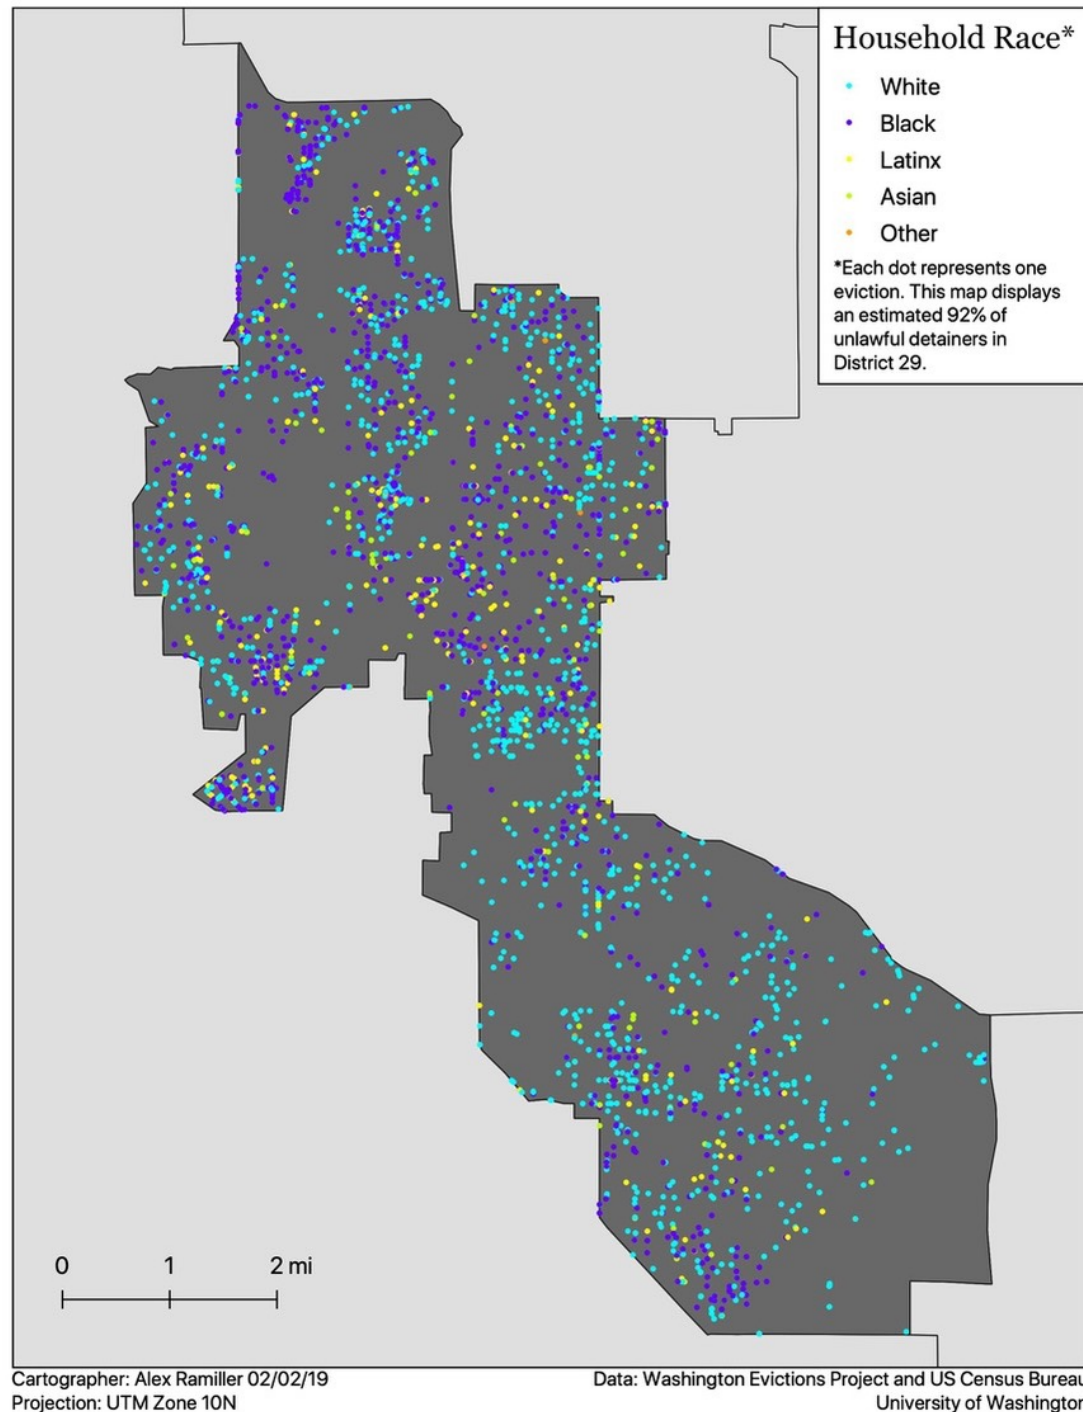 Household Race*
White
Black
Latinx
Asian
Other
*Each dot represents one
eviction. This map displays
an estimated 92% of
unlawful detainers in
District 29.
0 1 2 mi
Cartographer: Alex Ramiller 02/02/19
Projection: UTM Zone 10N
Data: Washington Evictions Project and US Census Bureau
University of Washington